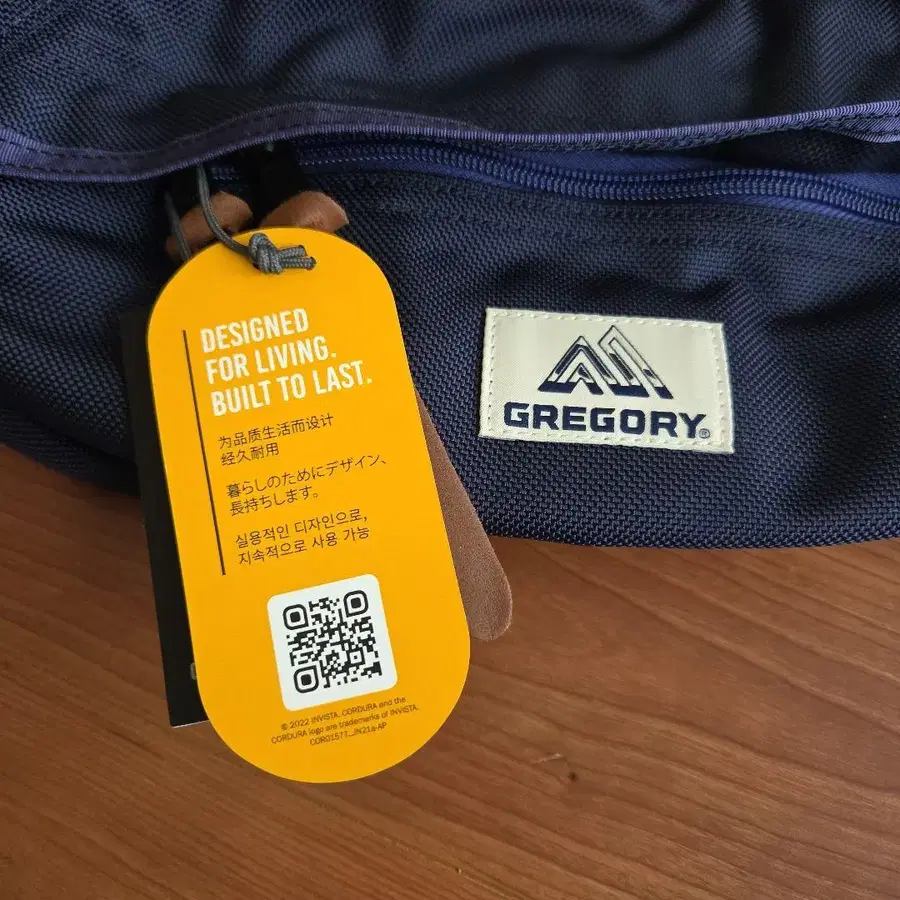 DESIGNED
FOR LIVING.
BUILT TO LAST.
为品质生活而设计
经久耐用
暮らしのためにデザイン、
長持ちします。
실용적인 디자인으로,
지속적으로 사용 가능
© 2022 INVISTA. CORDURA and the
CORDURA logo are trademarks of INVISTA.
COR01577_JN21a-AP
GREGORY®